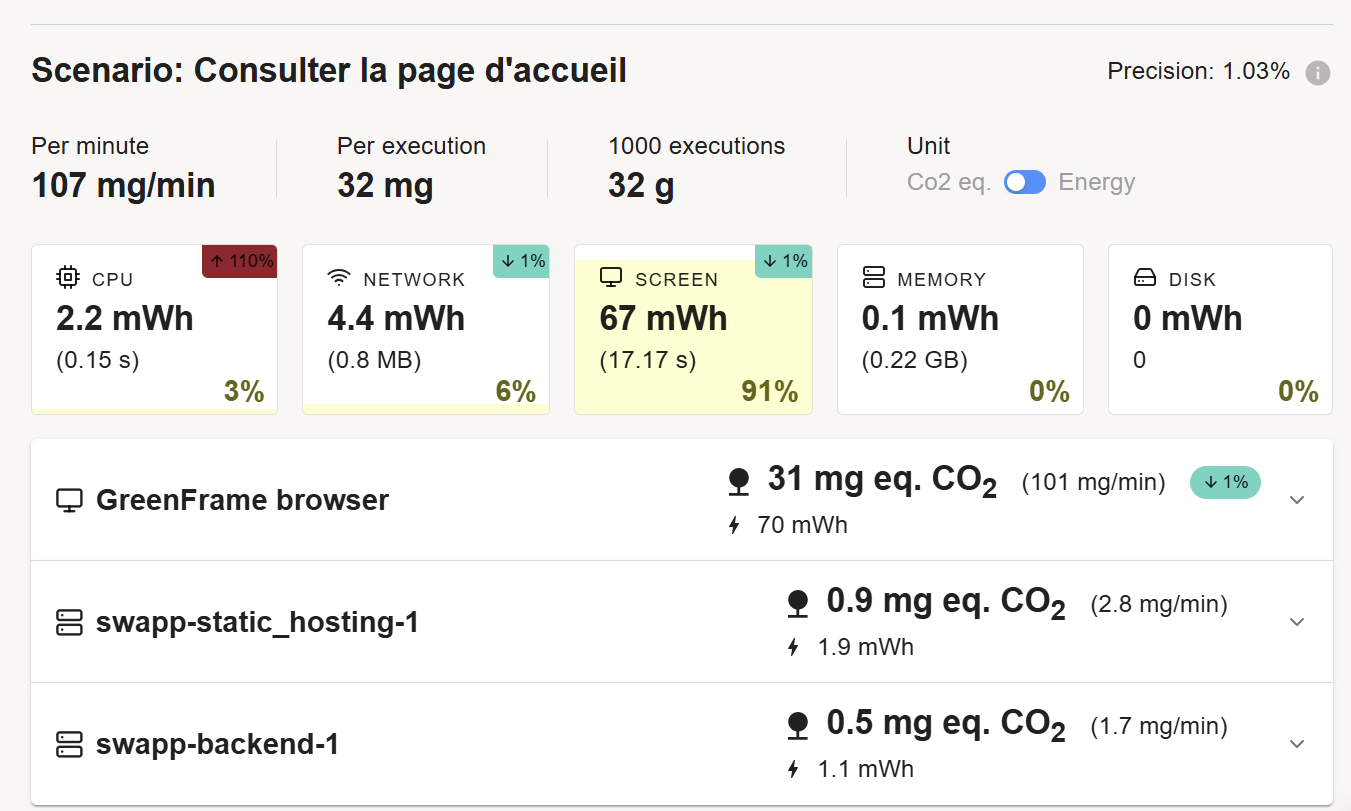 Scenario: Consulter la page d'accueil
Precision: 1.03%
Per minute
107 mg/min
Per execution
32 mg
1000 executions
32 g
Unit
Co2 eq. Energy
CPU
↑ 110%
2.2 mWh
(0.15 s)
3%
NETWORK
↓ 1%
4.4 mWh
(0.8 MB)
6%
SCREEN
↓ 1%
67 mWh
(17.17 s)
91%
MEMORY
0.1 mWh
(0.22 GB)
0%
DISK
0 mWh
0
0%
GreenFrame browser
31 mg eq. CO2 (101 mg/min) ↓ 1%
70 mWh
swapp-static_hosting-1
0.9 mg eq. CO2 (2.8 mg/min)
1.9 mWh
swapp-backend-1
0.5 mg eq. CO2 (1.7 mg/min)
1.1 mWh